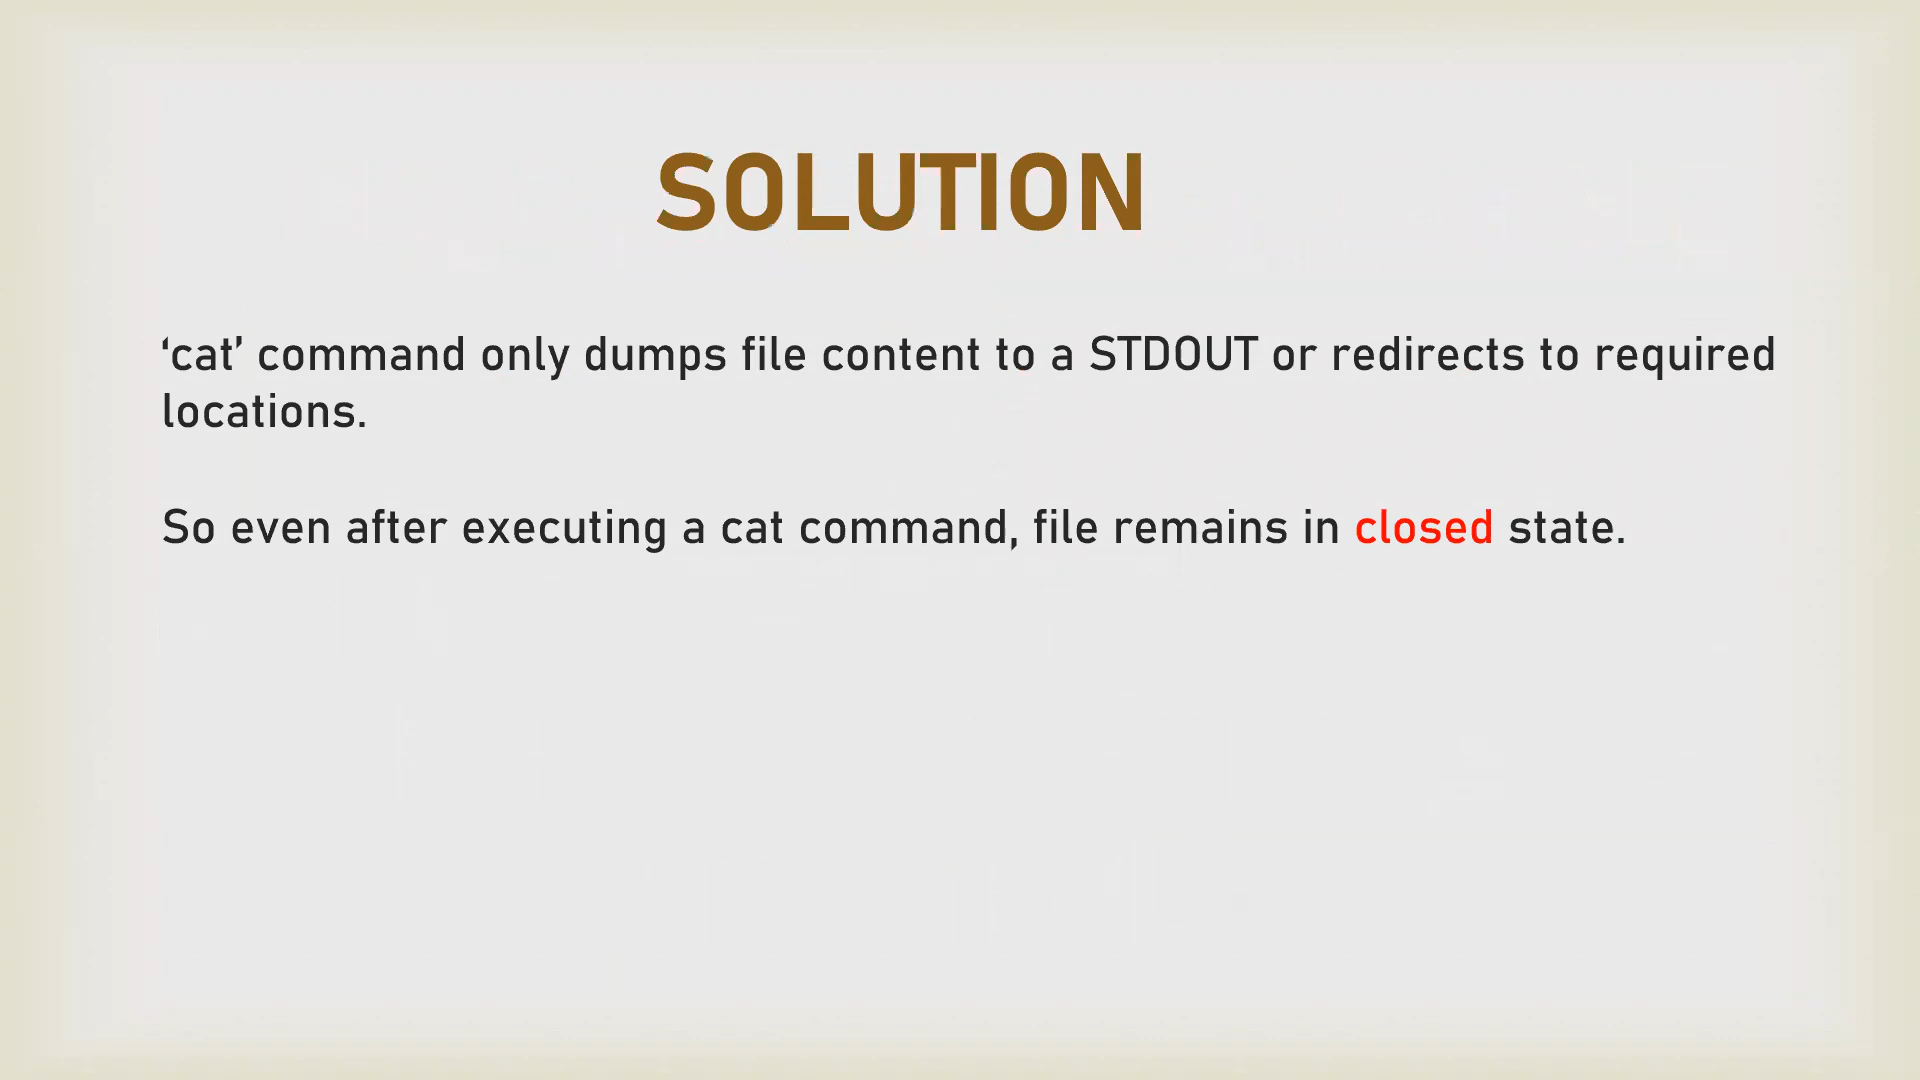 SOLUTION
‘cat’ command only dumps file content to a STDOUT or redirects to required
locations.
So even after executing a cat command, file remains in closed state.